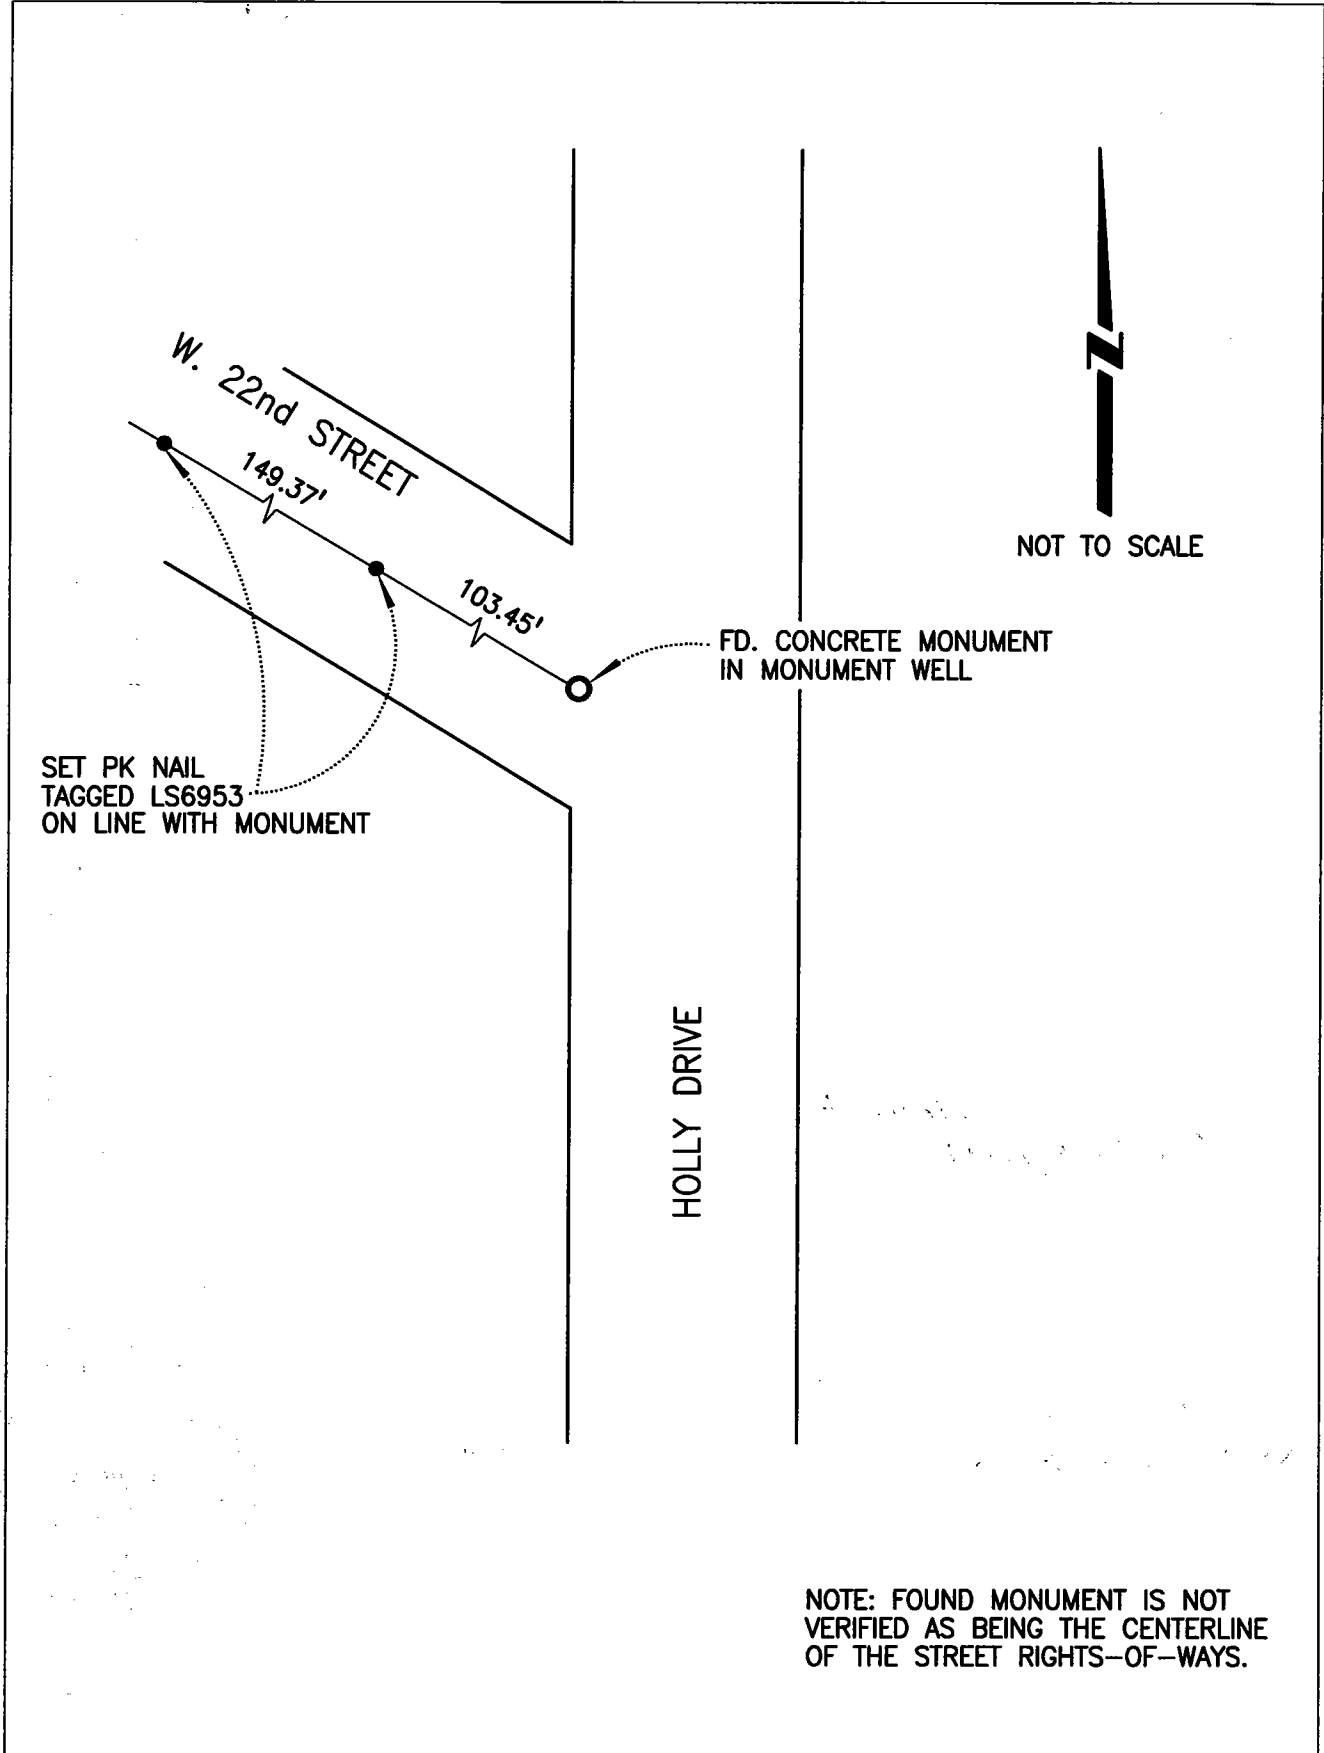 W. 22nd STREET
149.37'
103.45'
NOT TO SCALE
FD. CONCRETE MONUMENT
IN MONUMENT WELL
SET PK NAIL
TAGGED LS6953
ON LINE WITH MONUMENT
HOLLY DRIVE
NOTE: FOUND MONUMENT IS NOT
VERIFIED AS BEING THE CENTERLINE
OF THE STREET RIGHTS-OF-WAYS.